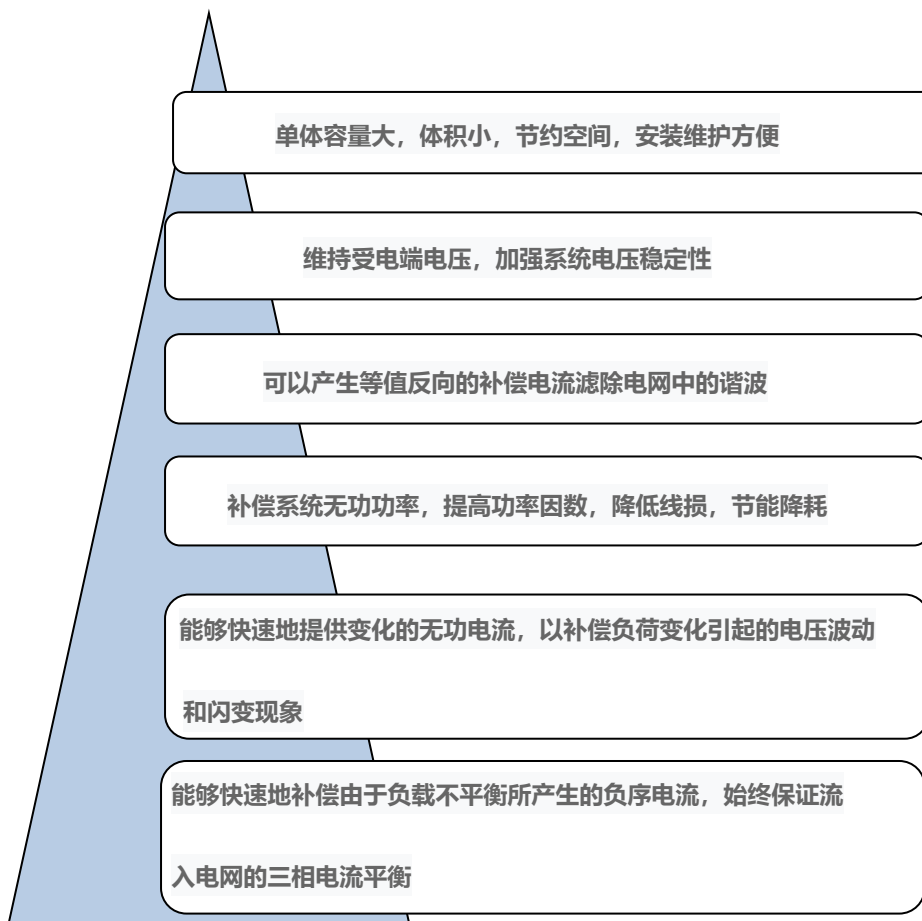 单体容量大，体积小，节约空间，安装维护方便
维持受电端电压，加强系统电压稳定性
可以产生等值反向的补偿电流滤除电网中的谐波
补偿系统无功功率，提高功率因数，降低线损，节能降耗
能够快速地提供变化的无功电流，以补偿负荷变化引起的电压波动
和闪变现象
能够快速地补偿由于负载不平衡所产生的负序电流，始终保证流
入电网的三相电流平衡